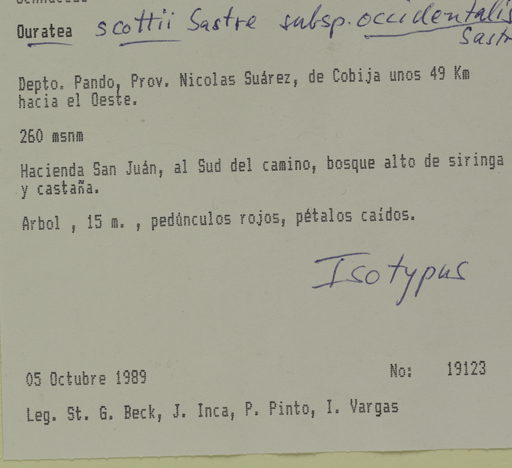 Ouratea scottii Sastre subsp. occidentalis
Sastr
Depto. Pando, Prov. Nicolas Suárez, de Cobija unos 49 Km
hacia el Oeste.
260 msnm
Hacienda San Juán, al Sud del camino, bosque alto de siringa
y castaña.
Arbol , 15 m. , pedúnculos rojos, pétalos caídos.
Isotypus
05 Octubre 1989 No: 19123
Leg. St. G. Beck, J. Inca, P. Pinto, I. Vargas